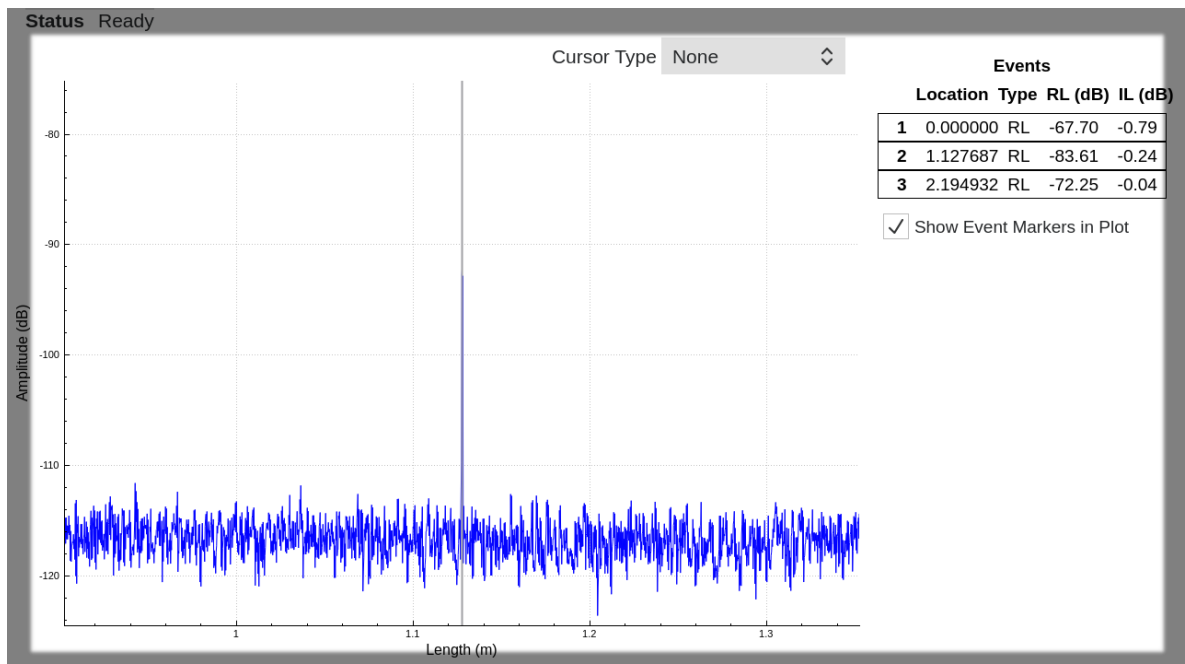 Status Ready
Cursor Type None
Events
Location Type RL (dB) IL (dB)
1 0.000000 RL -67.70 -0.79
2 1.127687 RL -83.61 -0.24
3 2.194932 RL -72.25 -0.04
Show Event Markers in Plot
Amplitude (dB)
-80
-90
-100
-110
-120
1 1.1 1.2 1.3
Length (m)